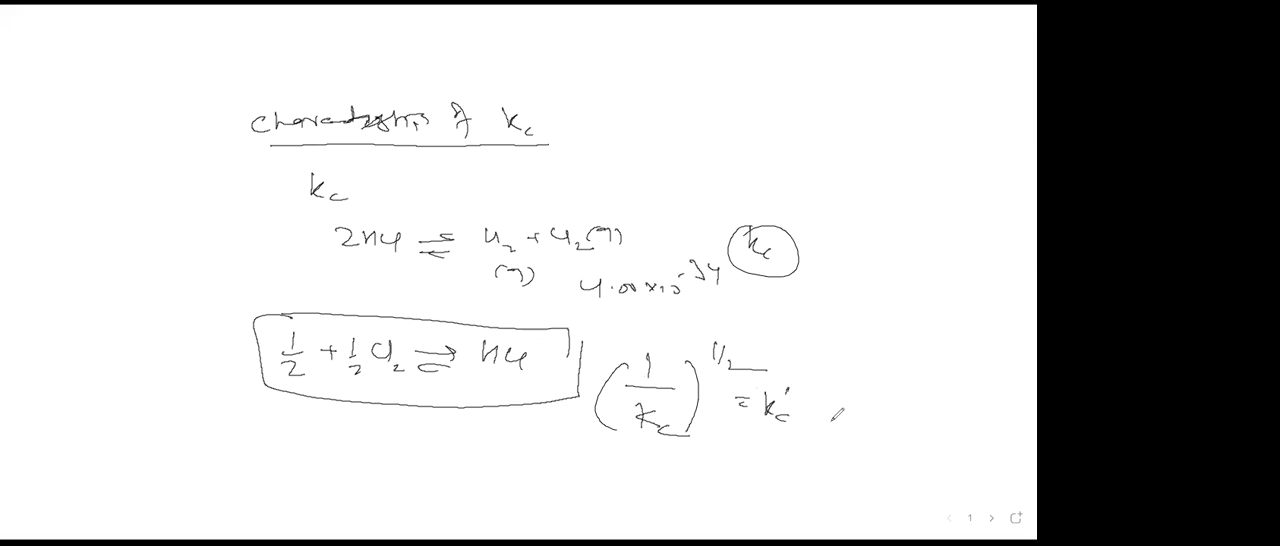 Characteristics of Kc
Kc
2HCl ⇌ H2 + Cl2(g)
(g)
4.00 × 10^-34
Kc
1/2 + 1/2 Cl2 ⇌ HCl
(1/Kc)^1/2 = Kc'
1